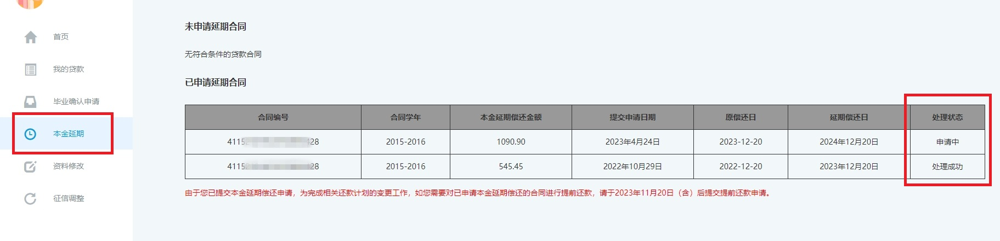 首页
我的贷款
毕业确认申请
本金延期
资料修改
征信调整
未申请延期合同
无符合条件的贷款合同
已申请延期合同
合同编号 合同学年 本金延期偿还金额 提交申请日期 原偿还日 延期偿还日 处理状态
4115 428 2015-2016 1090.90 2023年4月24日 2023-12-20 2024年12月20日 申请中
4115 28 2015-2016 545.45 2022年10月29日 2022-12-20 2023年12月20日 处理成功
由于您已提交本金延期偿还申请，为完成相关还款计划的变更工作，如您需要对已申请本金延期偿还的合同进行提前还款，请于2023年11月20日（含）后提交提前还款申请。